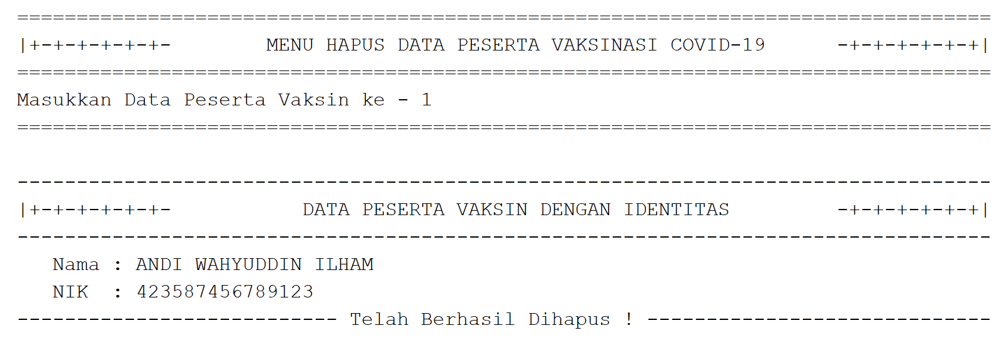 ==================================================================================
|+-+-+-+-+-+-        MENU HAPUS DATA PESERTA VAKSINASI COVID-19      -+-+-+-+-+-+|
==================================================================================
Masukkan Data Peserta Vaksin ke - 1
==================================================================================
----------------------------------------------------------------------------------
|+-+-+-+-+-+-           DATA PESERTA VAKSIN DENGAN IDENTITAS         -+-+-+-+-+-+|
----------------------------------------------------------------------------------
   Nama : ANDI WAHYUDDIN ILHAM
   NIK  : 423587456789123
--------------------------- Telah Berhasil Dihapus ! -----------------------------